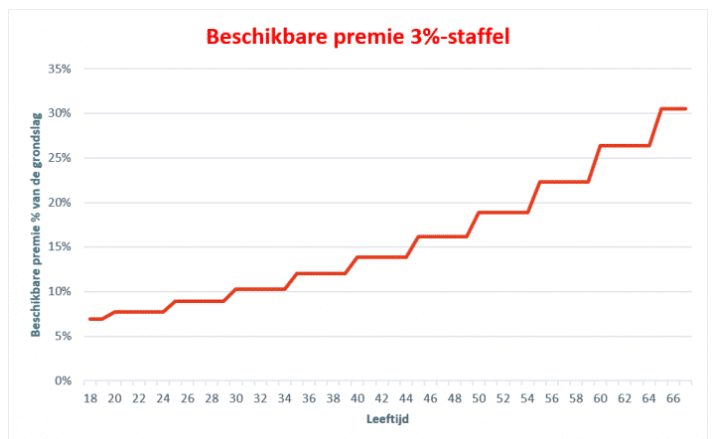 Beschikbare premie 3%-staffel
35%
30%
25%
20%
15%
10%
5%
0%
Beschikbare premie % van de grondslag
18 20 22 24 26 28 30 32 34 36 38 40 42 44 46 48 50 52 54 56 58 60 62 64 66
Leeftijd